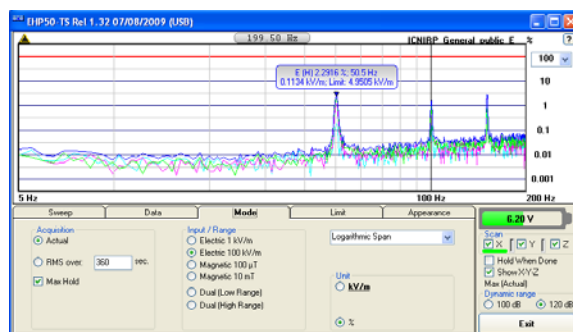 EHP50-TS Rel 1.32 07/08/2009 (USB)
199.50 Hz
ICNIRP General public E %
?
E (H) 2.2916 %; 50.5 Hz
0.1134 kV/m; Limit: 4.9505 kV/m
100
10
1
0.1
0.01
0.001
5 Hz
100 Hz
200 Hz
Sweep
Data
Mode
Limit
Appearance
6.20 V
Acquisition
Actual
RMS over:
360
sec.
Max Hold
Input / Range
Electric 1 kV/m
Electric 100 kV/m
Magnetic 100 µT
Magnetic 10 mT
Dual (Low Range)
Dual (High Range)
Logarithmic Span
Unit
kV/m
%
Scan
X Y Z
Hold When Done
Show X-Y-Z
Max (Actual)
Dynamic range
100 dB 120 dB
Exit